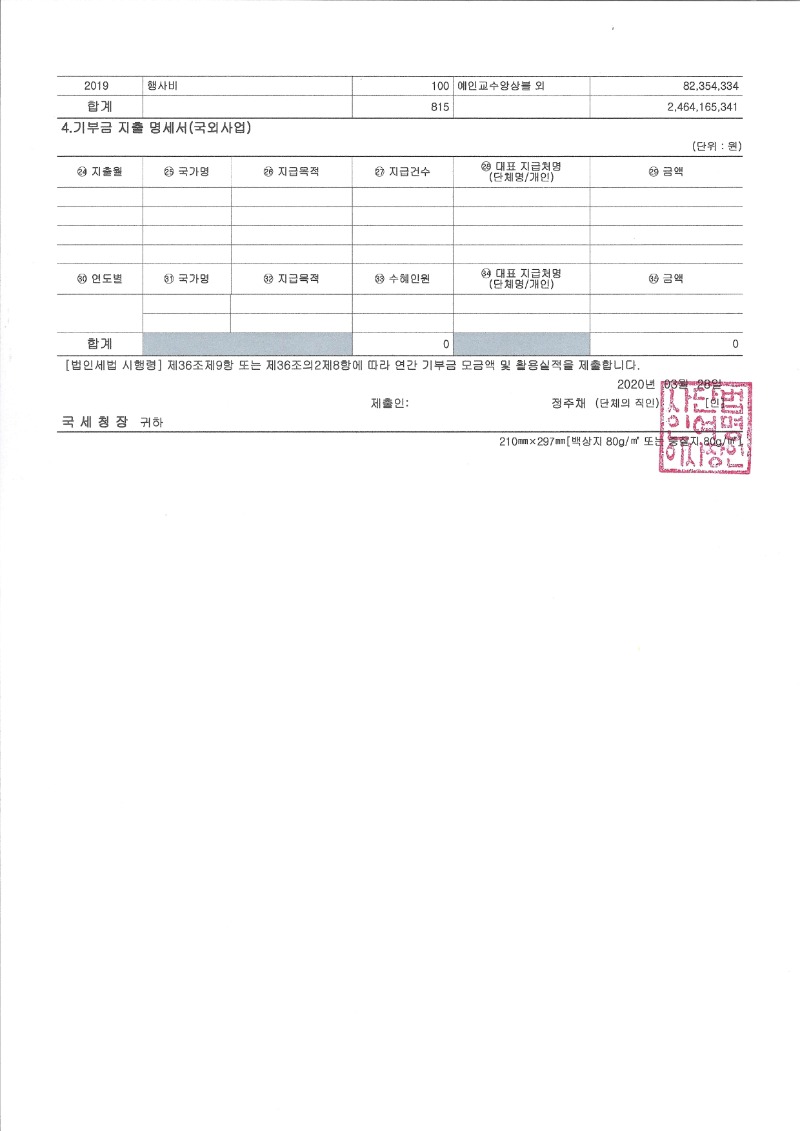 2019 행사비 100 예인교수앙상블 외 82,354,334
합계 815 2,464,165,341
4.기부금 지출 명세서(국외사업)
(단위 : 원)
㉔ 지출월 ㉕ 국가명 ㉖ 지급목적 ㉗ 지급건수 ㉘ 대표 지급처명 (단체명/개인) ㉙ 금액
㉚ 연도별 ㉛ 국가명 ㉜ 지급목적 ㉝ 수혜인원 ㉞ 대표 지급처명 (단체명/개인) ㉟ 금액
합계 0 0
[법인세법 시행령] 제36조제9항 또는 제36조의2제8항에 따라 연간 기부금 모금액 및 활용실적을 제출합니다.
2020년 03월 26일
제출인: 정주채 (단체의 직인) [인]
국 세 청 장 귀하
210㎜×297㎜[백상지 80g/㎡ 또는 중질지 80g/㎡]